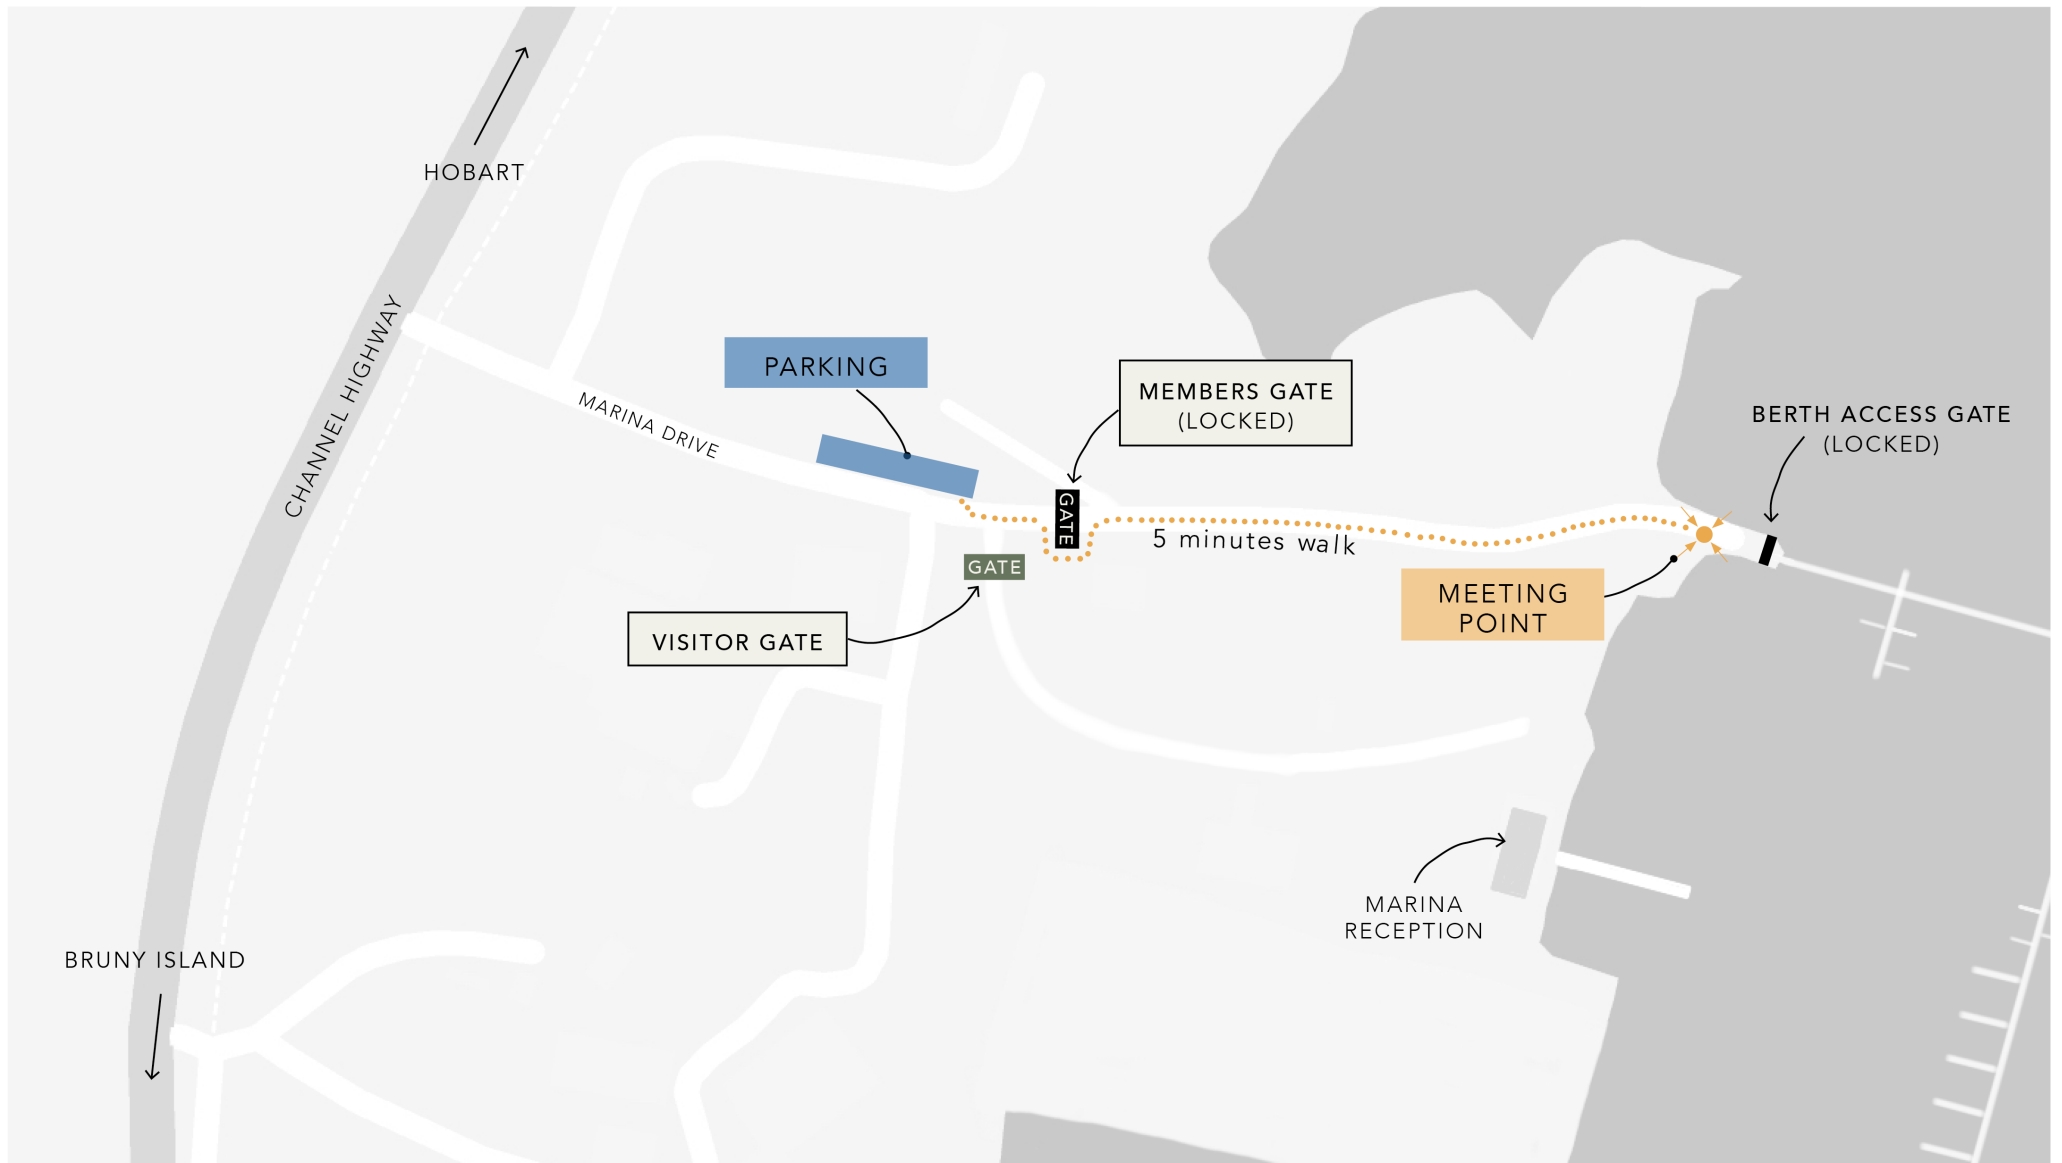 HOBART
CHANNEL HIGHWAY
MARINA DRIVE
PARKING
MEMBERS GATE
(LOCKED)
BERTH ACCESS GATE
(LOCKED)
GATE
5 minutes walk
GATE
VISITOR GATE
MEETING
POINT
MARINA
RECEPTION
BRUNY ISLAND